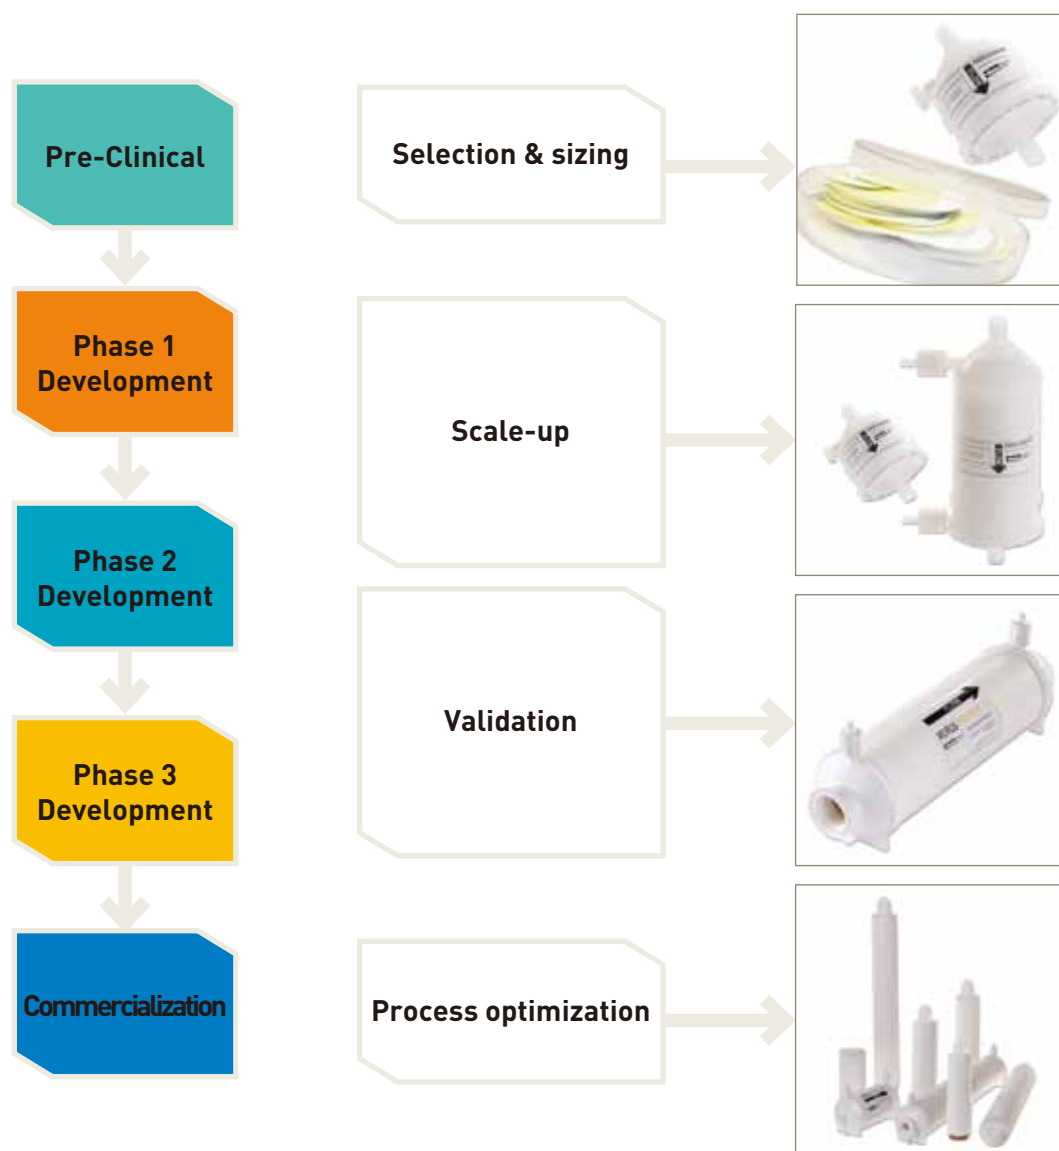 Pre-Clinical
Selection & sizing
Phase 1
Development
Scale-up
Phase 2
Development
Validation
Phase 3
Development
Commercialization
Process optimization